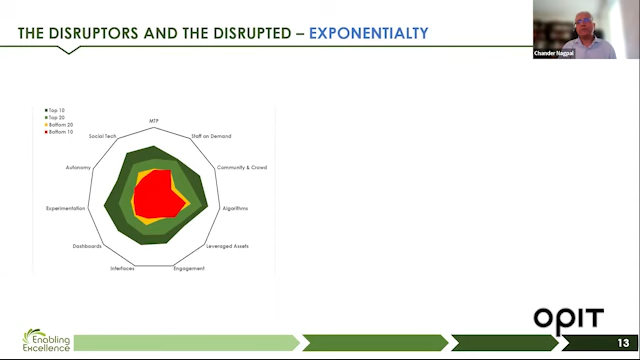 THE DISRUPTORS AND THE DISRUPTED – EXPONENTIALTY
Chander Nagpal
Top 10
Top 20
Bottom 20
Bottom 10
MTP
Social Tech
Staff on Demand
Autonomy
Community & Crowd
Experimentation
Algorithms
Dashboards
Leveraged Assets
Interfaces
Engagement
Enabling
Excellence
OPIT
13